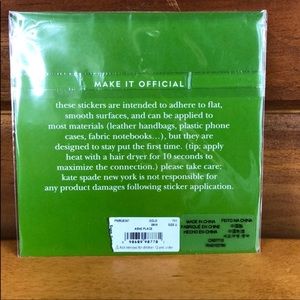 MAKE IT OFFICIAL
these stickers are intended to adhere to flat,
smooth surfaces, and can be applied to
most materials (leather handbags, plastic phone
cases, fabric notebooks...), but they are
designed to stay put the first time. (tip: apply
heat with a hair dryer for 10 seconds to
maximize the connection.) please take care:
kate spade new york is not responsible for
any product damages following sticker application.
MADE IN CHINA
FABRIQUÉ EN CHINE
HECHO EN CHINA
FEITO NA CHINA